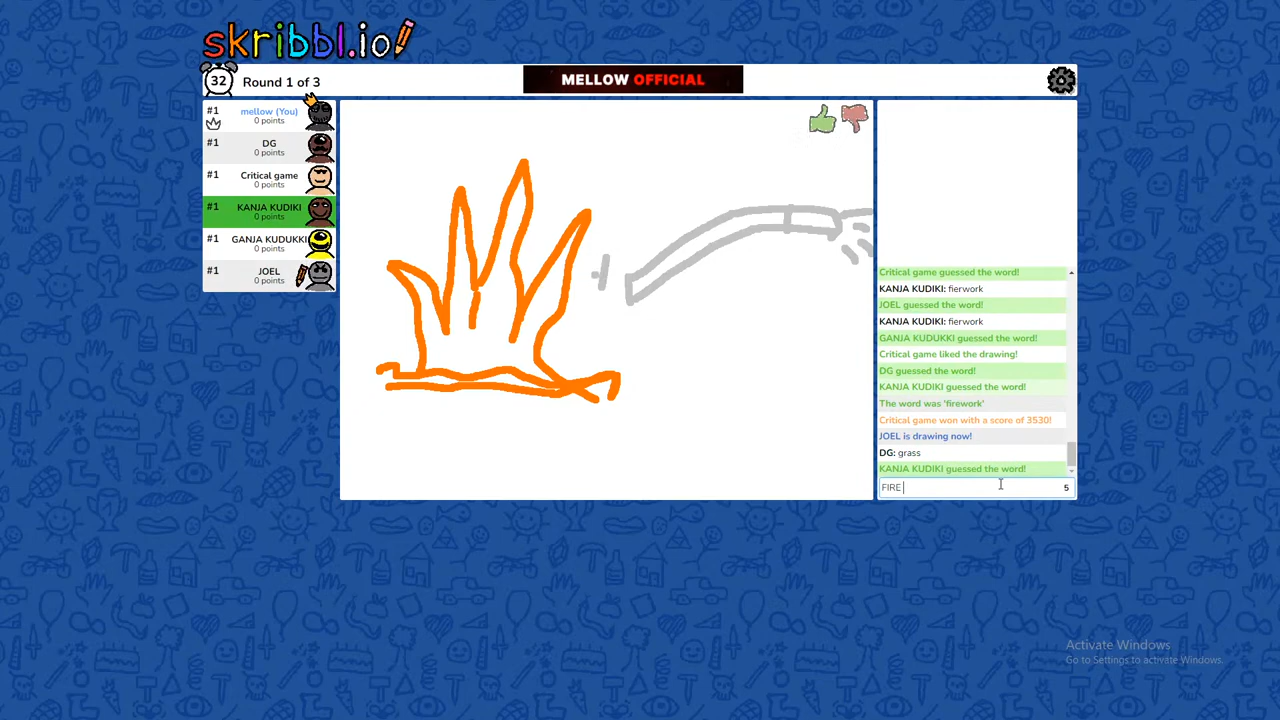 skribbl.io
32
Round 1 of 3
MELLOW OFFICIAL
#1
mellow (You)
0 points
#1
DG
0 points
#1
Critical game
0 points
#1
KANJA KUDIKI
0 points
#1
GANJA KUDUKKI
0 points
#1
JOEL
0 points
Critical game guessed the word!
KANJA KUDIKI: fierwork
JOEL guessed the word!
KANJA KUDIKI: fierwork
GANJA KUDUKKI guessed the word!
Critical game liked the drawing!
DG guessed the word!
KANJA KUDIKI guessed the word!
The word was 'firework'
Critical game won with a score of 3530!
JOEL is drawing now!
DG: grass
KANJA KUDIKI guessed the word!
FIRE
5
Activate Windows
Go to Settings to activate Windows.